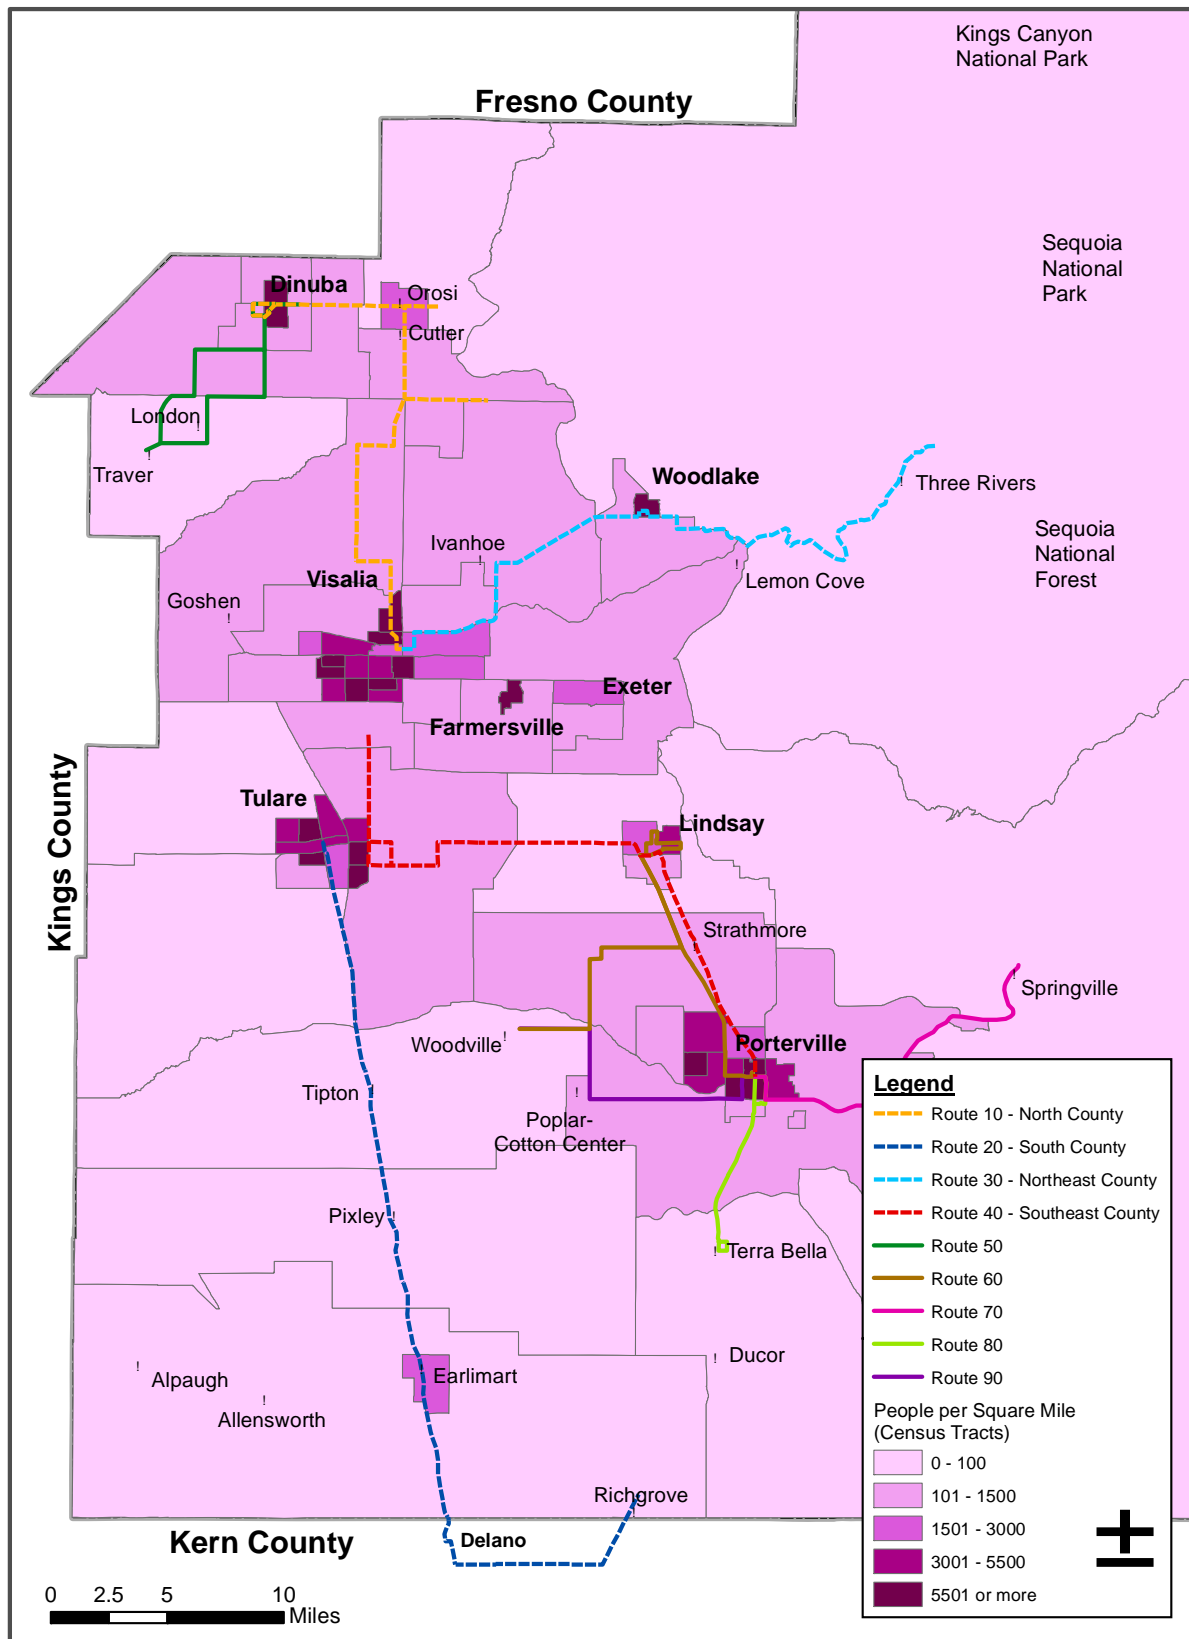 Kings Canyon
National Park
Fresno County
Sequoia
National
Park
Dinuba
Orosi
Cutler
London
Traver
Woodlake
Three Rivers
Sequoia
National
Forest
Ivanhoe
Lemon Cove
Visalia
Goshen
Exeter
Farmersville
Kings County
Tulare
Lindsay
Strathmore
Springville
Woodville
Porterville
Tipton
Poplar-
Cotton Center
Pixley
Terra Bella
Ducor
Alpaugh
Earlimart
Allensworth
Richgrove
Kern County
Delano
0 2.5 5 10
Miles
Legend
Route 10 - North County
Route 20 - South County
Route 30 - Northeast County
Route 40 - Southeast County
Route 50
Route 60
Route 70
Route 80
Route 90
People per Square Mile
(Census Tracts)
0 - 100
101 - 1500
1501 - 3000
3001 - 5500
5501 or more